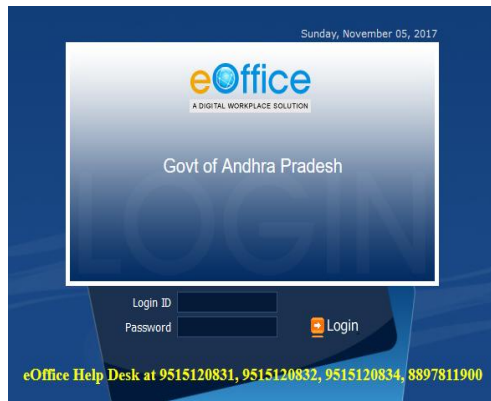 Sunday, November 05, 2017
eOffice
A DIGITAL WORKPLACE SOLUTION
Govt of Andhra Pradesh
LOGIN
Login ID
Password
Login
eOffice Help Desk at 9515120831, 9515120832, 9515120834, 8897811900